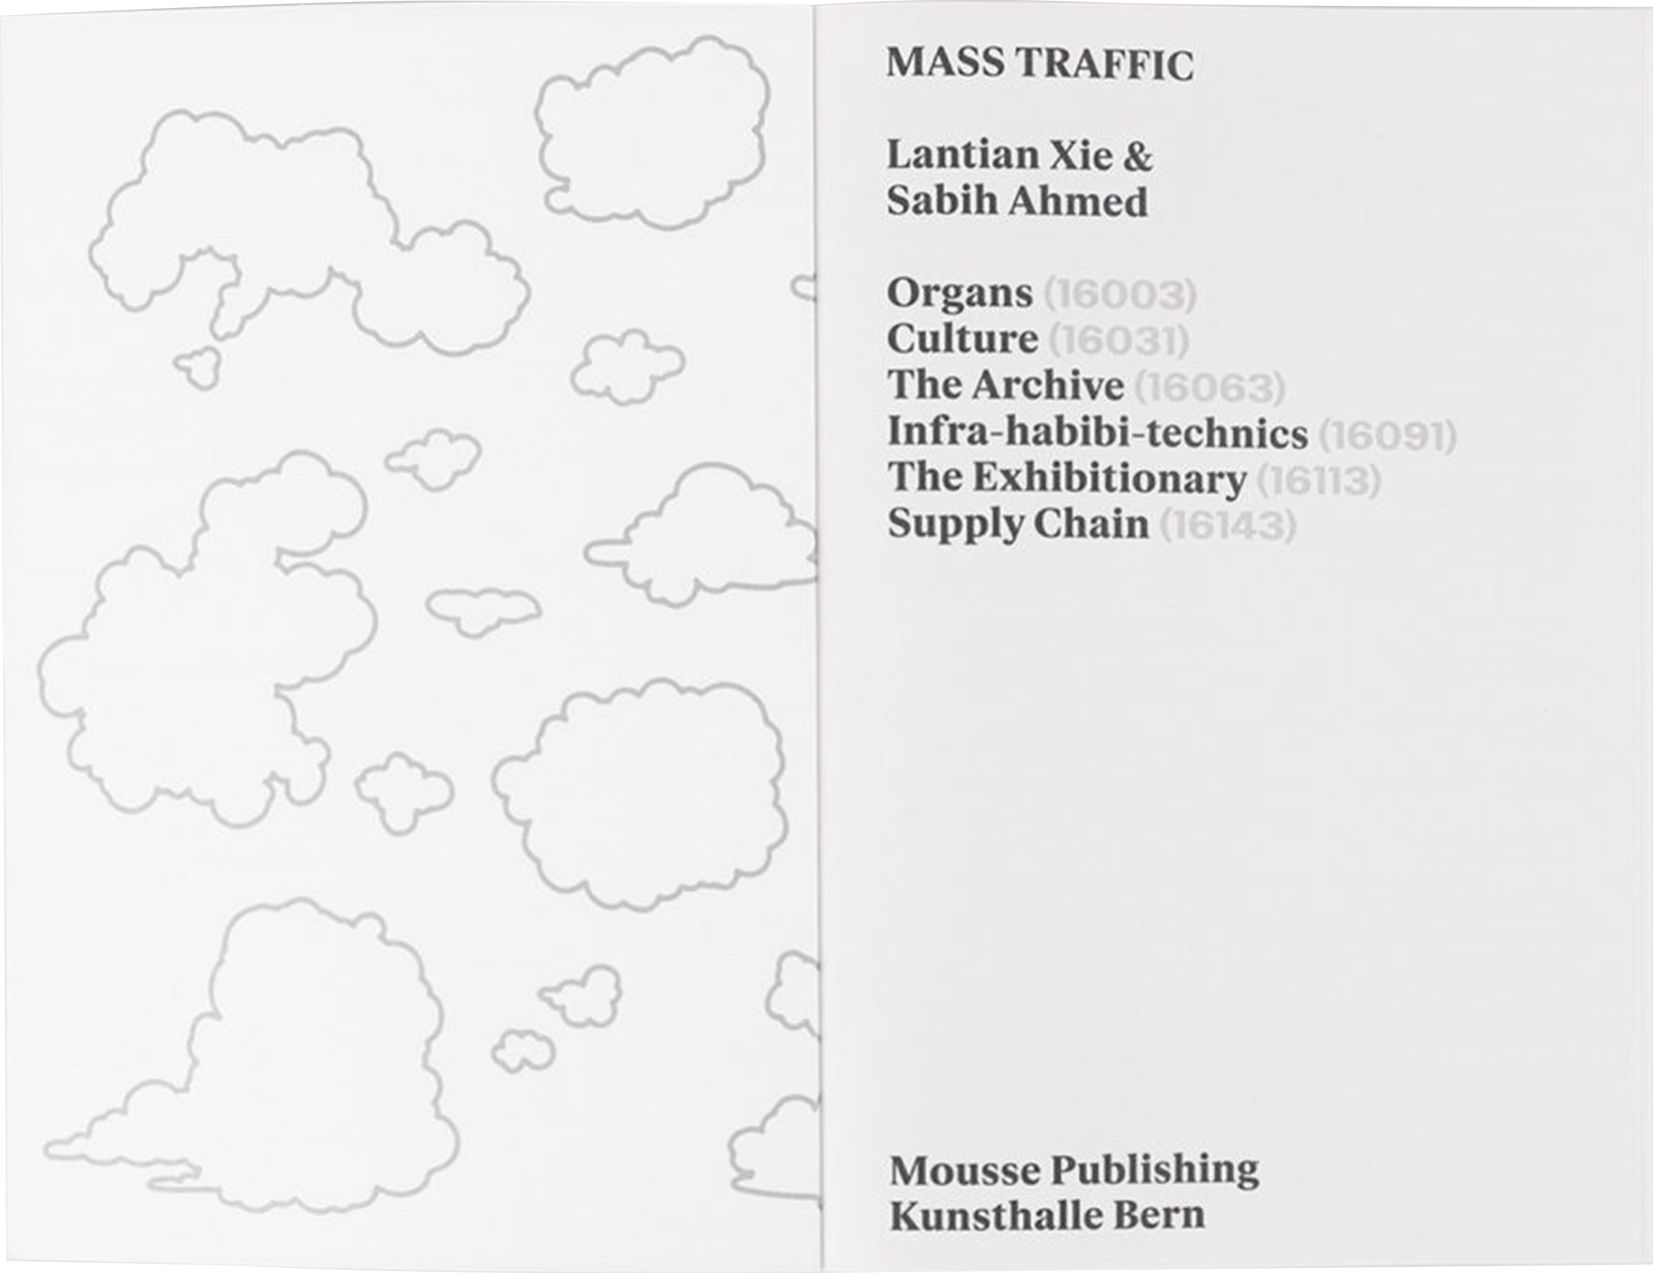 MASS TRAFFIC
Lantian Xie &
Sabih Ahmed
Organs (16003)
Culture (16031)
The Archive (16063)
Infra-habibi-technics (16091)
The Exhibitionary (16113)
Supply Chain (16143)
Mousse Publishing
Kunsthalle Bern